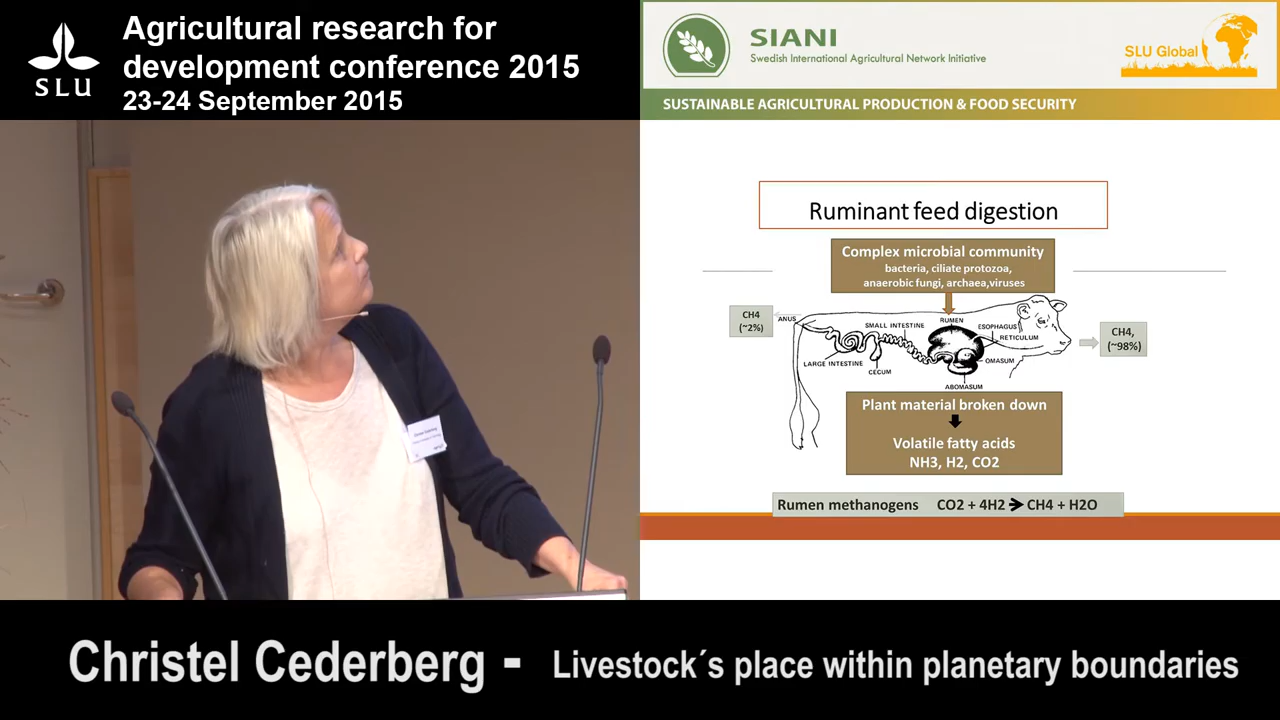 SLU
Agricultural research for
development conference 2015
23-24 September 2015
SIANI
Swedish International Agricultural Network Initiative
SLU Global
SUSTAINABLE AGRICULTURAL PRODUCTION & FOOD SECURITY
Ruminant feed digestion
Complex microbial community
bacteria, ciliate protozoa,
anaerobic fungi, archaea,viruses
CH4
(~2%)
ANUS
SMALL INTESTINE
RUMEN
ESOPHAGUS
RETICULUM
CH4,
(~98%)
LARGE INTESTINE
CECUM
OMASUM
ABOMASUM
Plant material broken down
Volatile fatty acids
NH3, H2, CO2
Rumen methanogens CO2 + 4H2 → CH4 + H2O
Christel Cederberg - Livestock´s place within planetary boundaries